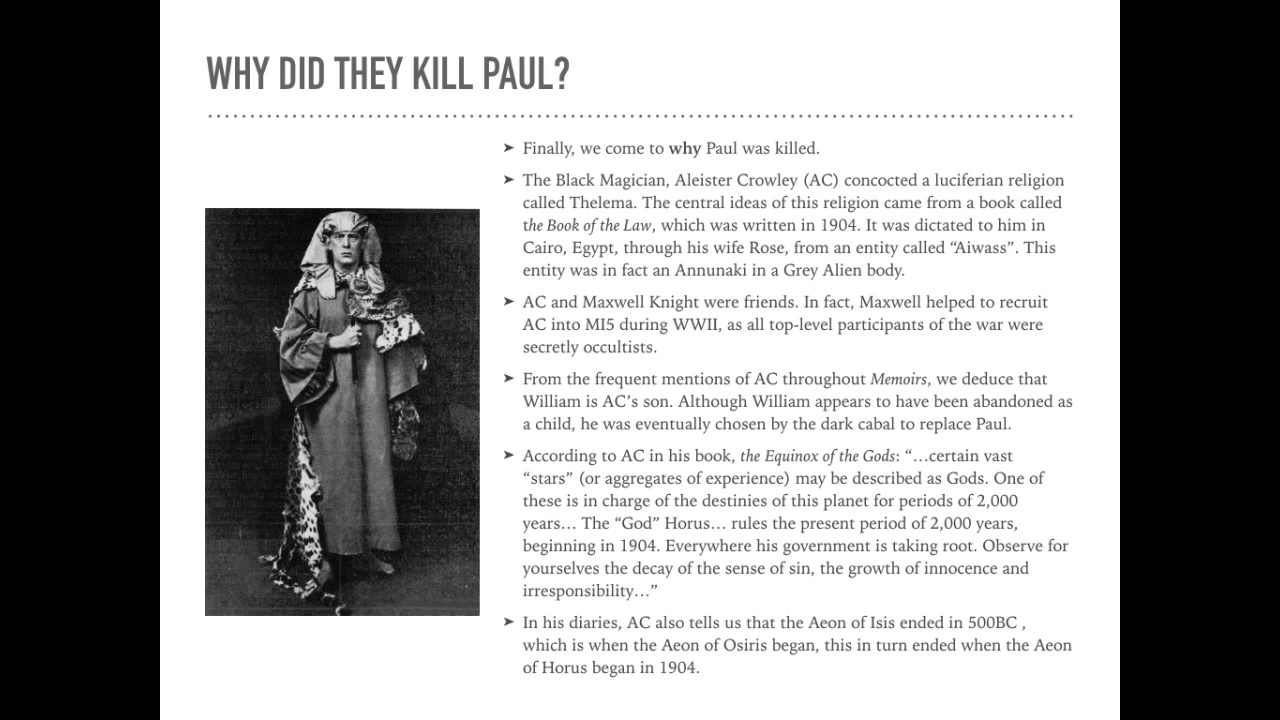 WHY DID THEY KILL PAUL?
➤ Finally, we come to why Paul was killed.
➤ The Black Magician, Aleister Crowley (AC) concocted a luciferian religion
called Thelema. The central ideas of this religion came from a book called
the Book of the Law, which was written in 1904. It was dictated to him in
Cairo, Egypt, through his wife Rose, from an entity called “Aiwass”. This
entity was in fact an Annunaki in a Grey Alien body.
➤ AC and Maxwell Knight were friends. In fact, Maxwell helped to recruit
AC into MI5 during WWII, as all top-level participants of the war were
secretly occultists.
➤ From the frequent mentions of AC throughout Memoirs, we deduce that
William is AC’s son. Although William appears to have been abandoned as
a child, he was eventually chosen by the dark cabal to replace Paul.
➤ According to AC in his book, the Equinox of the Gods: “…certain vast
“stars” (or aggregates of experience) may be described as Gods. One of
these is in charge of the destinies of this planet for periods of 2,000
years… The “God” Horus… rules the present period of 2,000 years,
beginning in 1904. Everywhere his government is taking root. Observe for
yourselves the decay of the sense of sin, the growth of innocence and
irresponsibility…”
➤ In his diaries, AC also tells us that the Aeon of Isis ended in 500BC ,
which is when the Aeon of Osiris began, this in turn ended when the Aeon
of Horus began in 1904.